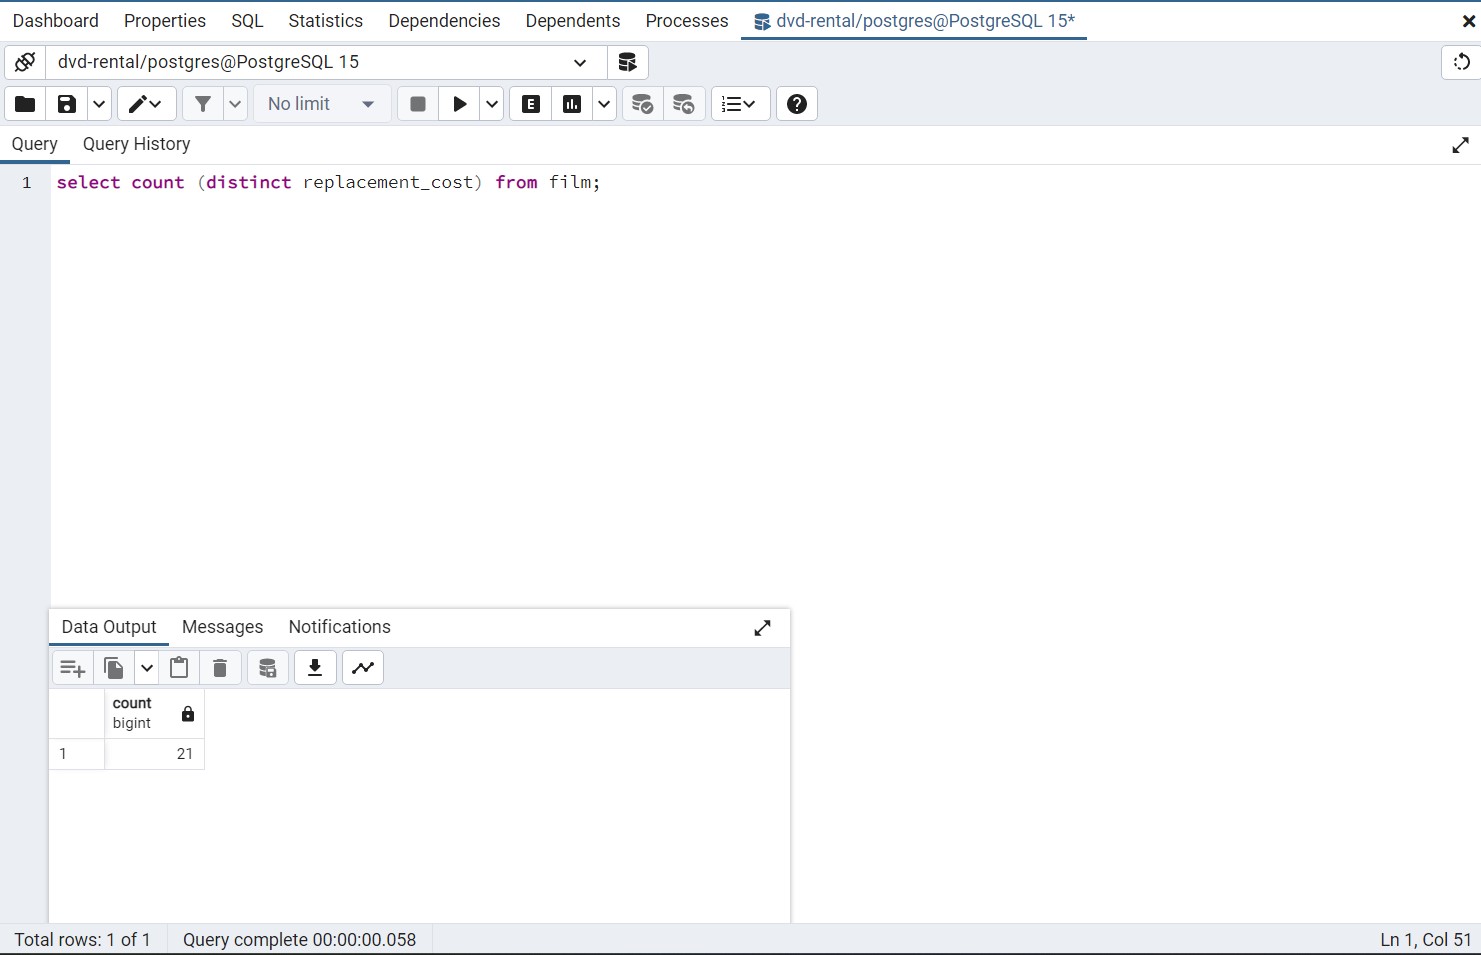 Dashboard Properties SQL Statistics Dependencies Dependents Processes dvd-rental/postgres@PostgreSQL 15*
dvd-rental/postgres@PostgreSQL 15
No limit E
Query Query History
1 select count (distinct replacement_cost) from film;
Data Output Messages Notifications
count
bigint
1 21
Total rows: 1 of 1 Query complete 00:00:00.058 Ln 1, Col 51